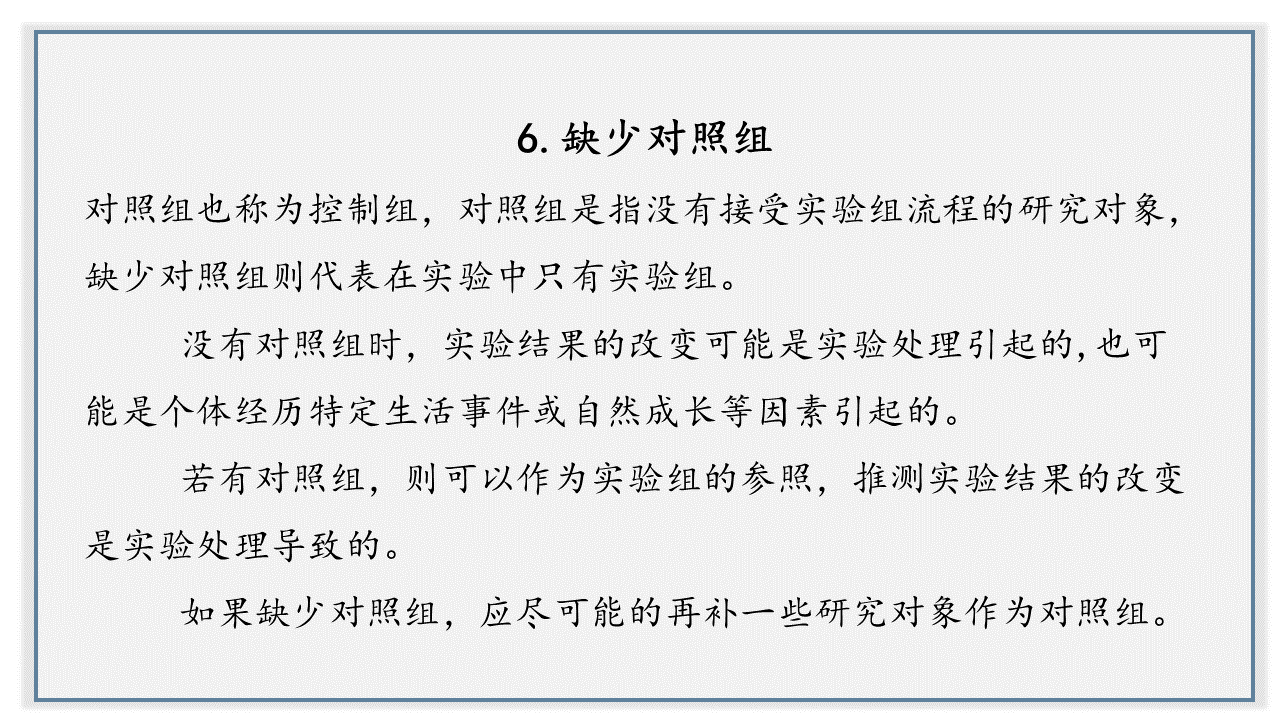 6.缺少对照组
对照组也称为控制组，对照组是指没有接受实验组流程的研究对象，
缺少对照组则代表在实验中只有实验组。
没有对照组时，实验结果的改变可能是实验处理引起的,也可
能是个体经历特定生活事件或自然成长等因素引起的。
若有对照组，则可以作为实验组的参照，推测实验结果的改变
是实验处理导致的。
如果缺少对照组，应尽可能的再补一些研究对象作为对照组。